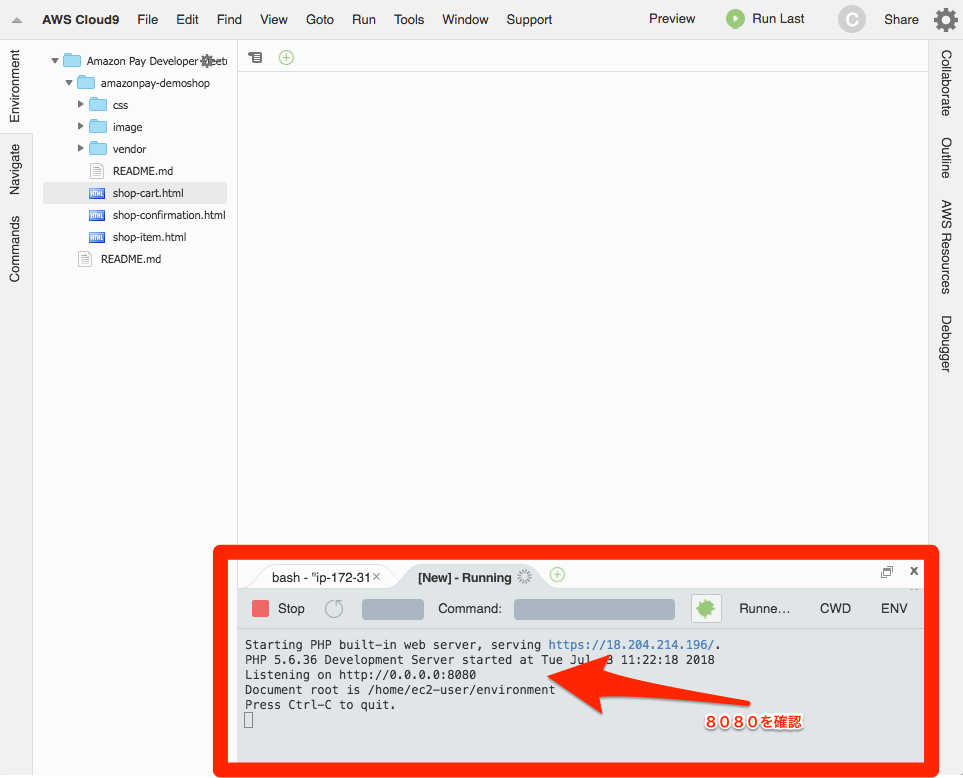 AWS Cloud9 File Edit Find View Goto Run Tools Window Support Preview Run Last C Share
Environment
Navigate
Commands
Amazon Pay Developer
amazonpay-demoshop
css
image
vendor
README.md
HTML shop-cart.html
HTML shop-confirmation.html
HTML shop-item.html
README.md
Collaborate
Outline
AWS Resources
Debugger
bash - "ip-172-31 [New] - Running
Stop Command: Runne... CWD ENV
Starting PHP built-in web server, serving https://18.204.214.196/.
PHP 5.6.36 Development Server started at Tue Jul 3 11:22:18 2018
Listening on http://0.0.0.0:8080
Document root is /home/ec2-user/environment
Press Ctrl-C to quit.
８０８０を確認